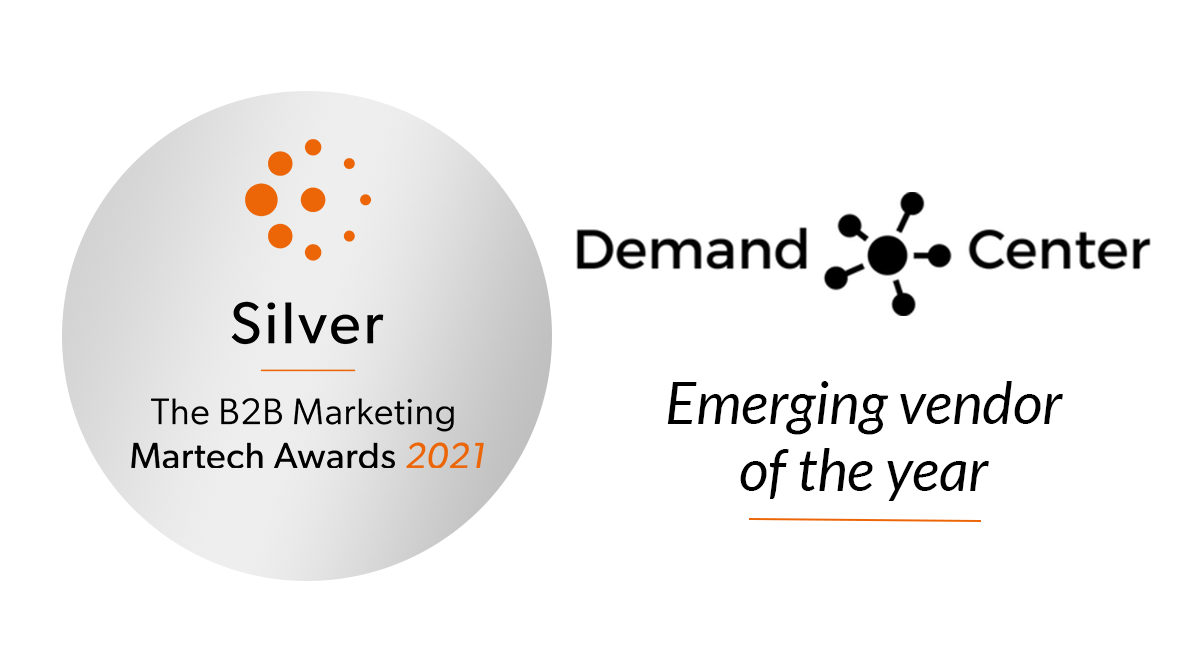 Silver
The B2B Marketing
Martech Awards 2021
Demand Center
Emerging vendor
of the year